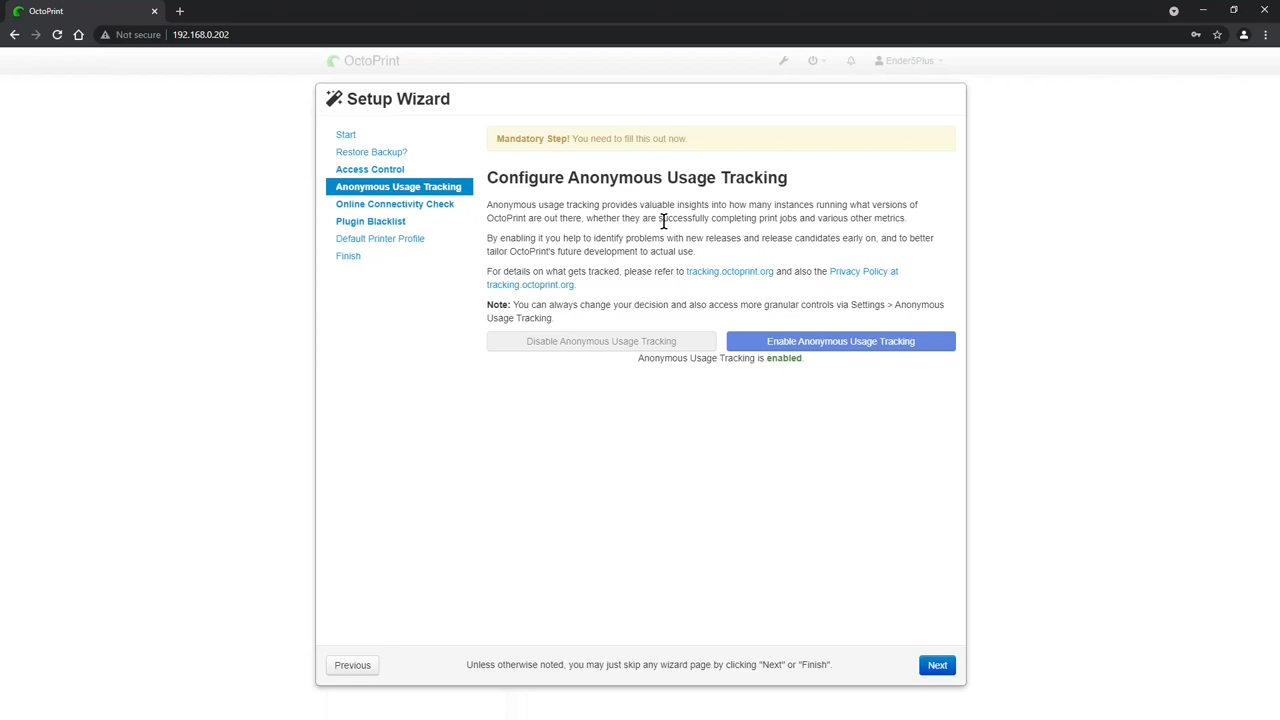 OctoPrint
Not secure 192.168.0.202
OctoPrint
Ender5Plus
Setup Wizard
Start
Restore Backup?
Access Control
Anonymous Usage Tracking
Online Connectivity Check
Plugin Blacklist
Default Printer Profile
Finish
Mandatory Step! You need to fill this out now.
Configure Anonymous Usage Tracking
Anonymous usage tracking provides valuable insights into how many instances running what versions of
OctoPrint are out there, whether they are successfully completing print jobs and various other metrics.
By enabling it you help to identify problems with new releases and release candidates early on, and to better
tailor OctoPrint's future development to actual use.
For details on what gets tracked, please refer to tracking.octoprint.org and also the Privacy Policy at
tracking.octoprint.org.
Note: You can always change your decision and also access more granular controls via Settings > Anonymous
Usage Tracking.
Disable Anonymous Usage Tracking
Enable Anonymous Usage Tracking
Anonymous Usage Tracking is enabled.
Previous
Unless otherwise noted, you may just skip any wizard page by clicking "Next" or "Finish".
Next